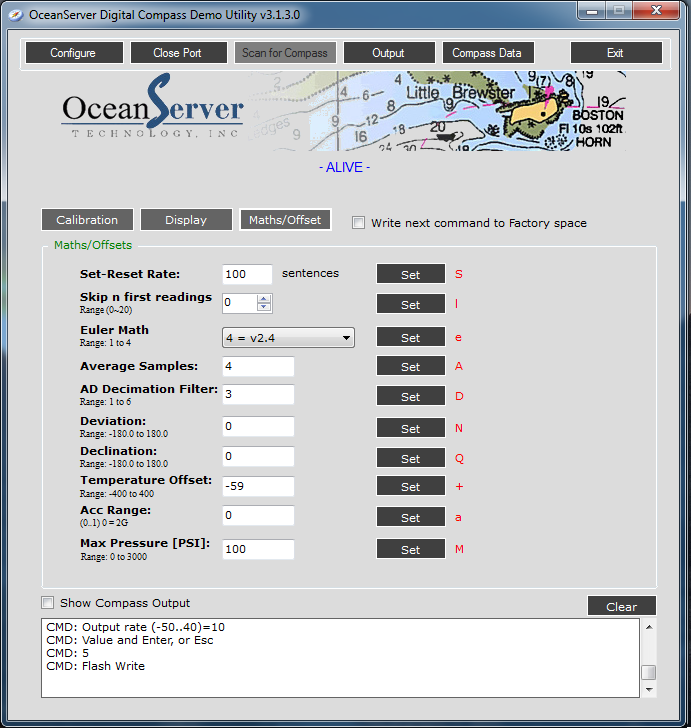 OceanServer Digital Compass Demo Utility v3.1.3.0
Configure Close Port Scan for Compass Output Compass Data Exit
OceanServer
TECHNOLOGY, INC
Little Brewster
BOSTON
Fl 10s 102ft
HORN
- ALIVE -
Calibration Display Maths/Offset Write next command to Factory space
Maths/Offsets
Set-Reset Rate: 100 sentences Set S
Skip n first readings 0 Set I
Range (0~20)
Euler Math 4 = v2.4 Set e
Range: 1 to 4
Average Samples: 4 Set A
AD Decimation Filter: 3 Set D
Range: 1 to 6
Deviation: 0 Set N
Range: -180.0 to 180.0
Declination: 0 Set Q
Range: -180.0 to 180.0
Temperature Offset: -59 Set +
Range: -400 to 400
Acc Range: 0 Set a
(0..1) 0 = 2G
Max Pressure [PSI]: 100 Set M
Range: 0 to 3000
Show Compass Output Clear
CMD: Output rate (-50..40)=10
CMD: Value and Enter, or Esc
CMD: 5
CMD: Flash Write